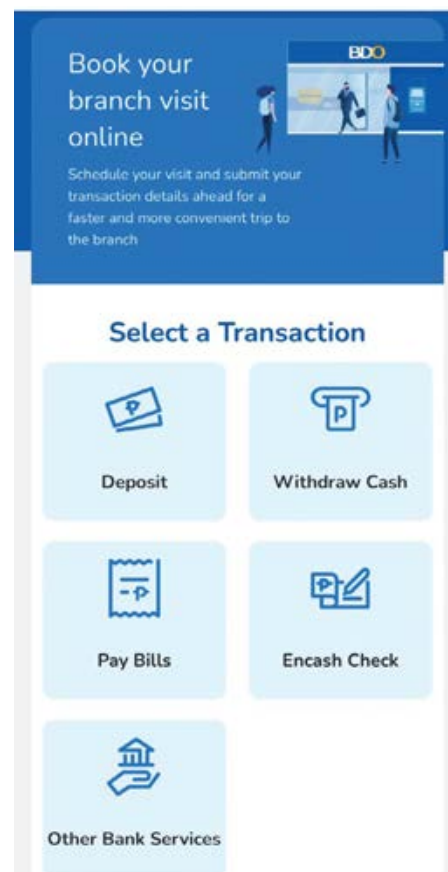 Book your
branch visit
online
BDO
Schedule your visit and submit your
transaction details ahead for a
faster and more convenient trip to
the branch
Select a Transaction
Deposit
Withdraw Cash
Pay Bills
Encash Check
Other Bank Services